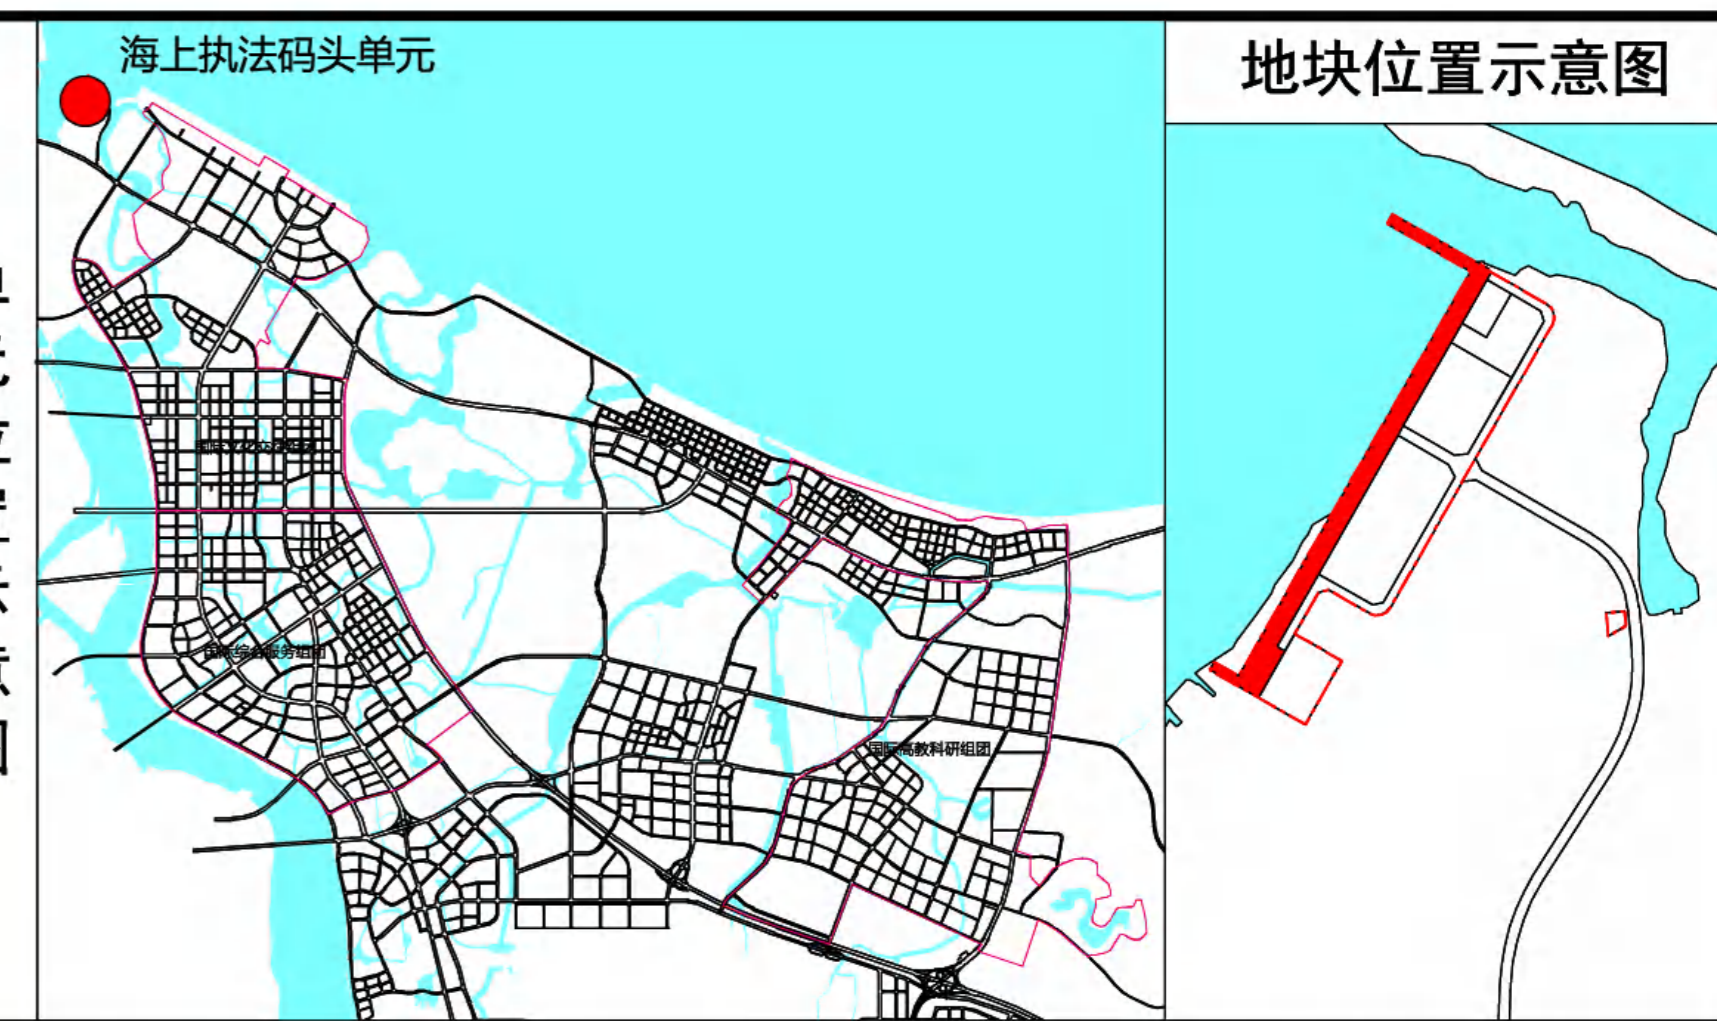 海上执法码头单元
地块位置示意图
国际综合服务组团
国际高教科研组团